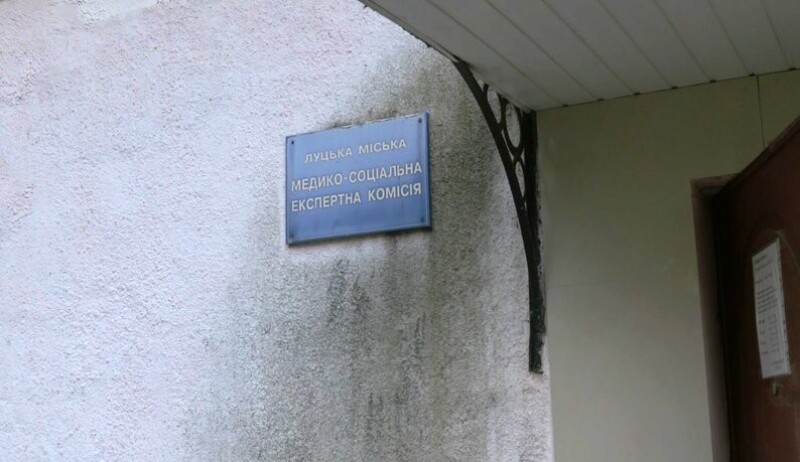 ЛУЦЬКА МІСЬКА
МЕДИКО-СОЦІАЛЬНА
ЕКСПЕРТНА КОМІСІЯ